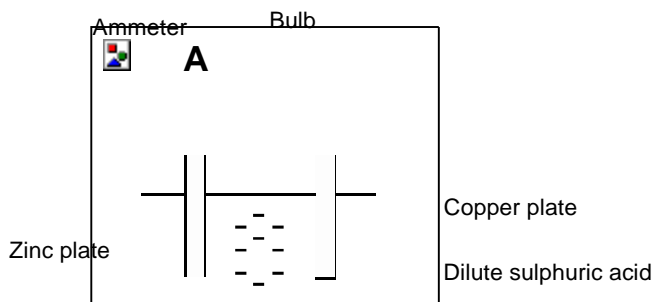 Bulb
Ammeter
A
Copper plate
Zinc plate
Dilute sulphuric acid